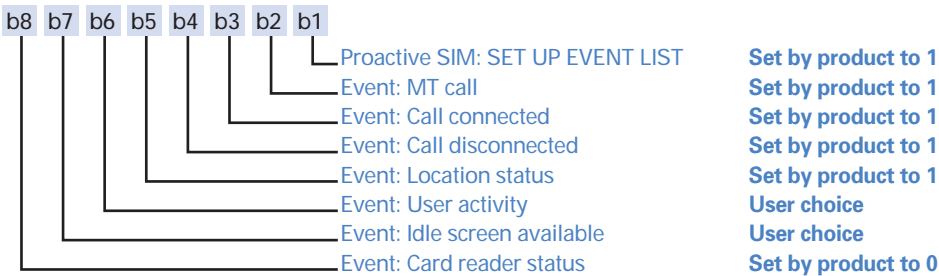 b8 b7 b6 b5 b4 b3 b2 b1
Proactive SIM: SET UP EVENT LIST Set by product to 1
Event: MT call Set by product to 1
Event: Call connected Set by product to 1
Event: Call disconnected Set by product to 1
Event: Location status Set by product to 1
Event: User activity User choice
Event: Idle screen available User choice
Event: Card reader status Set by product to 0